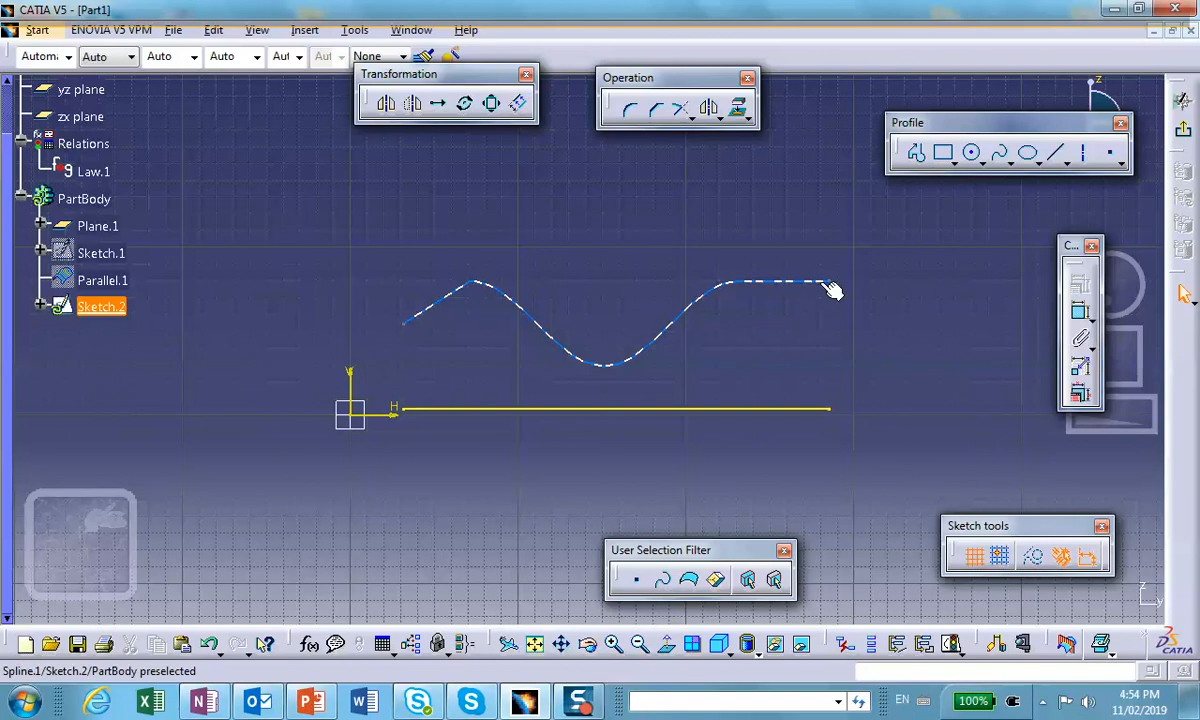 CATIA V5 - [Part1]
Start
ENOVIA V5 VPM
File
Edit
Insert
View
Tools
Window
Help
Autom
Auto
Auto
Auto
Aut
Aut
None
Transformation
Operation
Profile
yz plane
zx plane
Relations
Law.1
PartBody
Plane.1
Sketch.1
Parallel.1
Sketch.2
z
C...
V
H
Sketch tools
User Selection Filter
z
y
f(x)
CATIA
Spline.1/Sketch.2/PartBody preselected
EN
100%
4:54 PM
11/02/2019